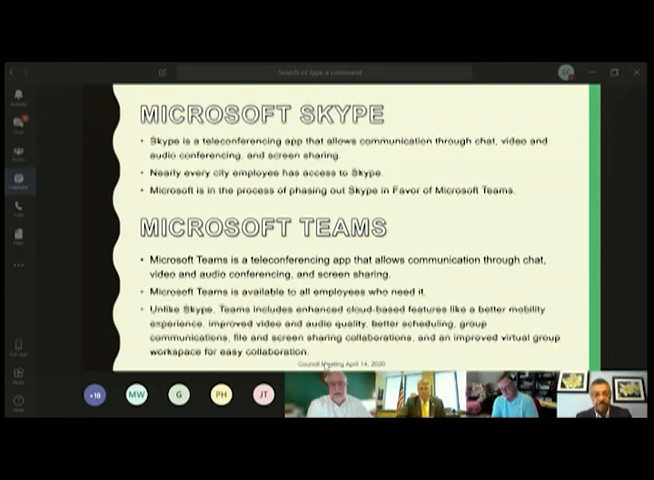 Search or type a command
MICROSOFT SKYPE
• Skype is a teleconferencing app that allows communication through chat, video and
audio conferencing, and screen sharing.
• Nearly every city employee has access to Skype.
• Microsoft is in the process of phasing out Skype in Favor of Microsoft Teams.
MICROSOFT TEAMS
• Microsoft Teams is a teleconferencing app that allows communication through chat,
video and audio conferencing, and screen sharing.
• Microsoft Teams is available to all employees who need it.
• Unlike Skype, Teams includes enhanced cloud-based features like a better mobility
experience, improved video and audio quality, better scheduling, group
communications, file and screen sharing collaborations, and an improved virtual group
workspace for easy collaboration.
Council Meeting April 14, 2020
+18
MW
G
PH
JT
Calls
Files
Apps
Help